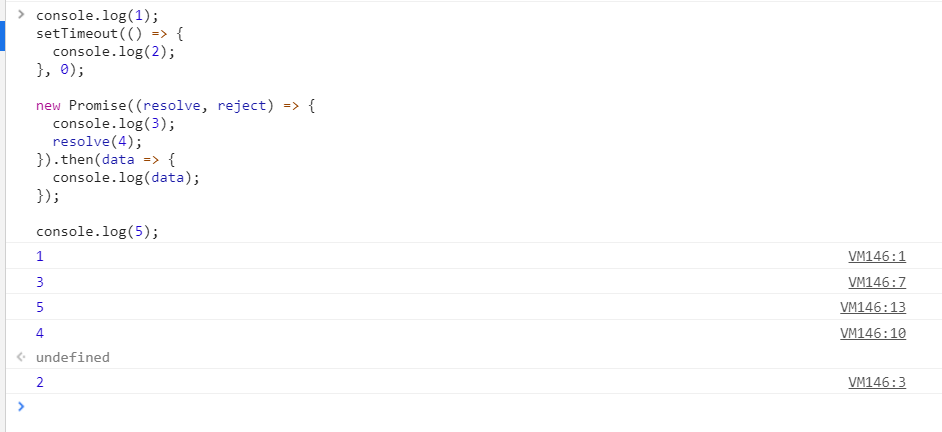 console.log(1);
setTimeout(() => {
  console.log(2);
}, 0);

new Promise((resolve, reject) => {
  console.log(3);
  resolve(4);
}).then(data => {
  console.log(data);
});

console.log(5);
1 VM146:1
3 VM146:7
5 VM146:13
4 VM146:10
undefined
2 VM146:3